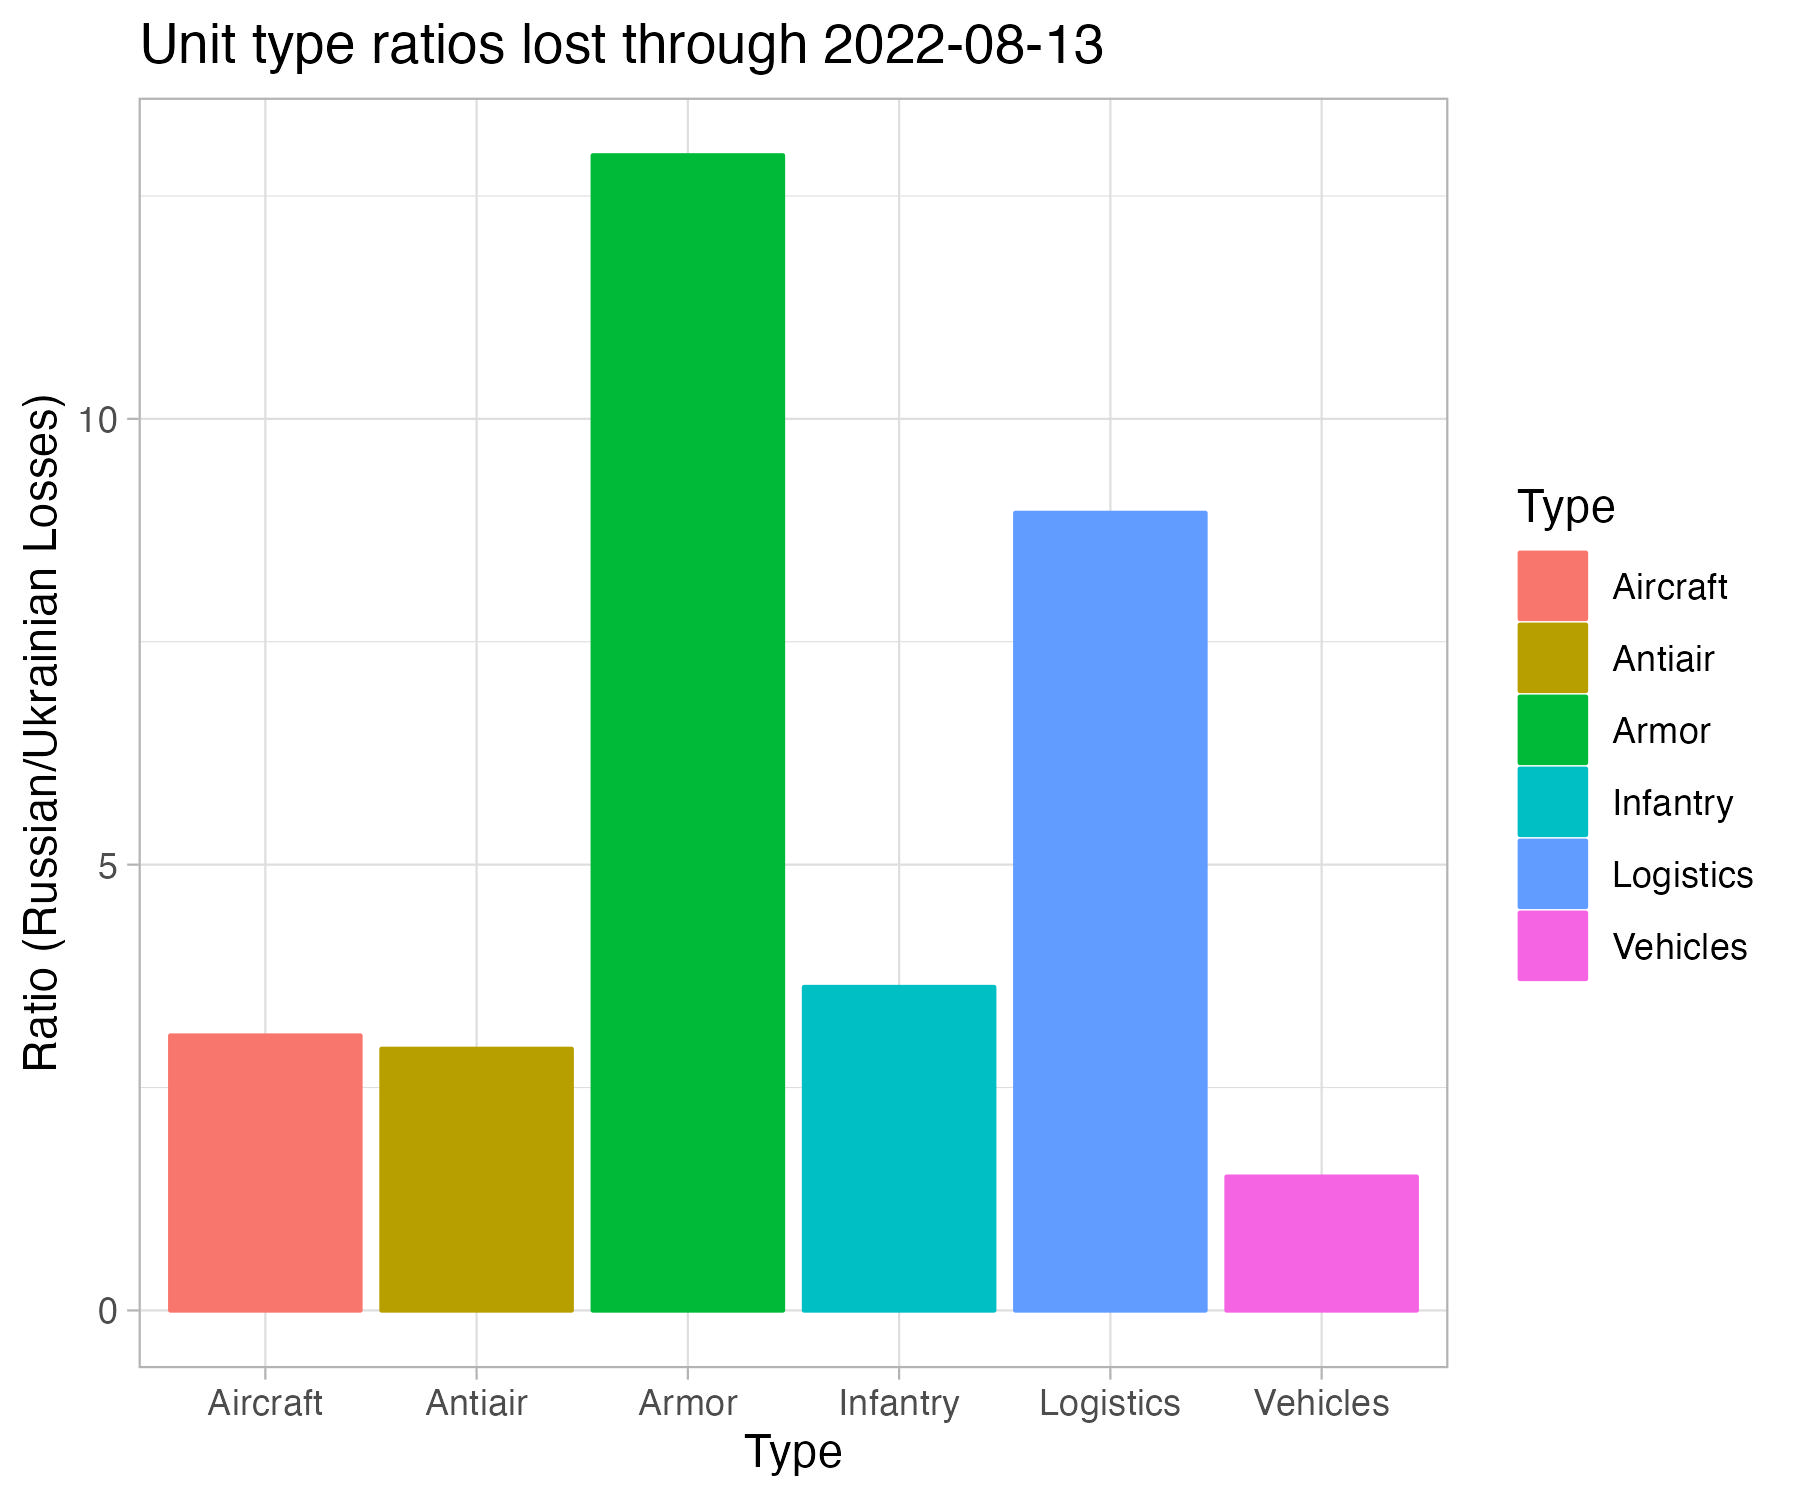 Unit type ratios lost through 2022-08-13
Ratio (Russian/Ukrainian Losses)
10
5
0
Aircraft Antiair Armor Infantry Logistics Vehicles
Type
Type
Aircraft
Antiair
Armor
Infantry
Logistics
Vehicles